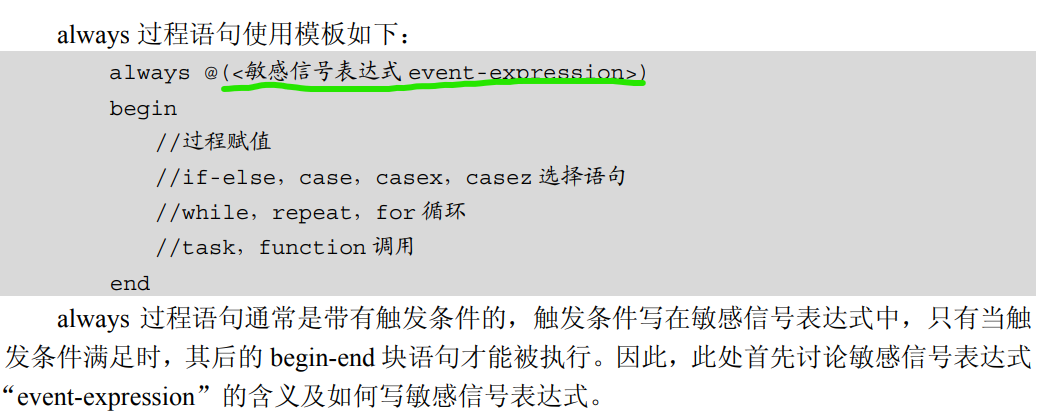 always 过程语句使用模板如下：
always @(<敏感信号表达式 event-expression>)
begin
//过程赋值
//if-else，case，casex，casez 选择语句
//while，repeat，for 循环
//task，function 调用
end
always 过程语句通常是带有触发条件的，触发条件写在敏感信号表达式中，只有当触
发条件满足时，其后的 begin-end 块语句才能被执行。因此，此处首先讨论敏感信号表达式
“event-expression”的含义及如何写敏感信号表达式。